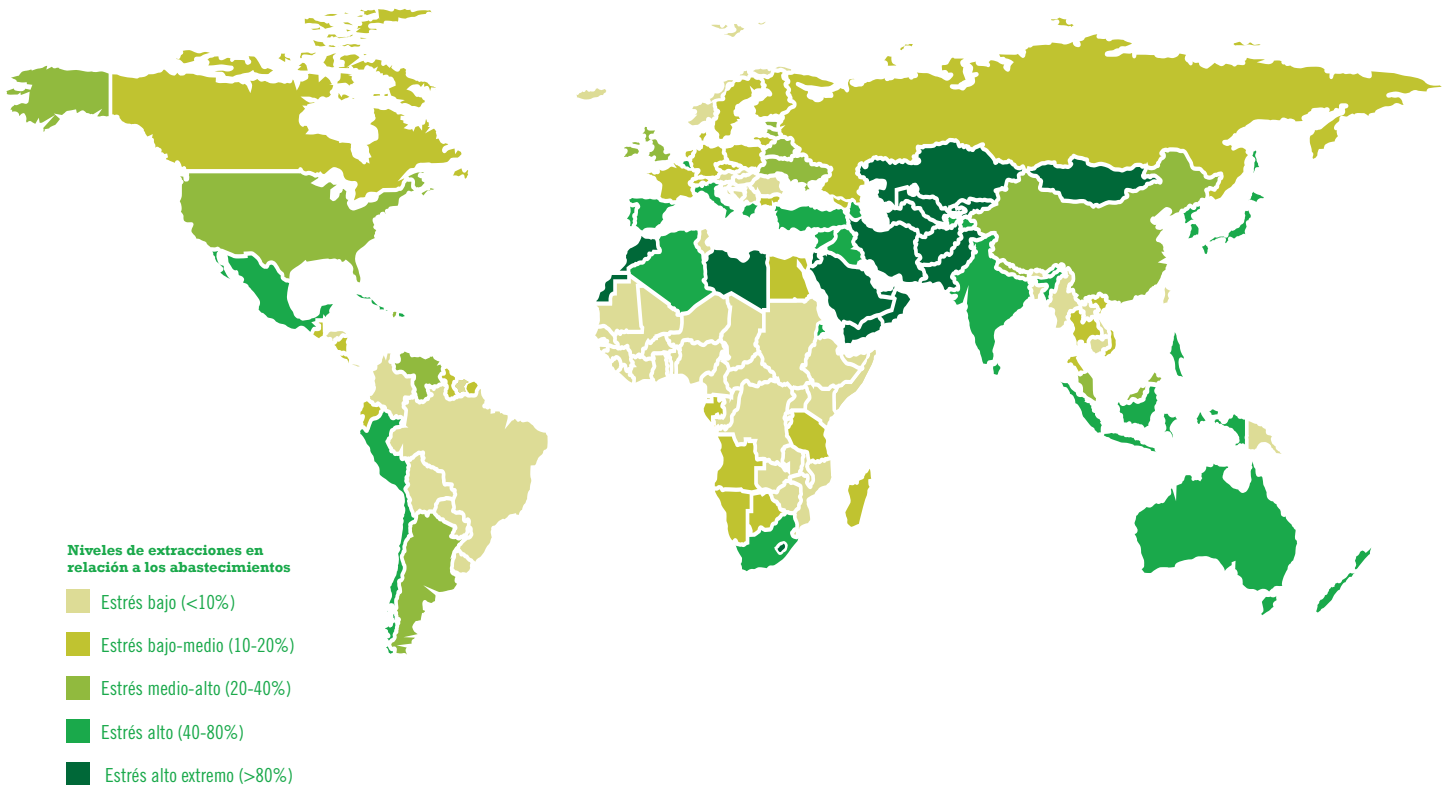 Niveles de extracciones en
relación a los abastecimientos
Estrés bajo (<10%)
Estrés bajo-medio (10-20%)
Estrés medio-alto (20-40%)
Estrés alto (40-80%)
Estrés alto extremo (>80%)